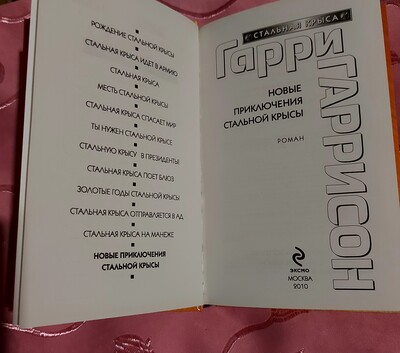 РОЖДЕНИЕ СТАЛЬНОЙ КРЫСЫ
СТАЛЬНАЯ КРЫСА ИДЕТ В АРМИЮ
СТАЛЬНАЯ КРЫСА
МЕСТЬ СТАЛЬНОЙ КРЫСЫ
СТАЛЬНАЯ КРЫСА СПАСАЕТ МИР
ТЫ НУЖЕН СТАЛЬНОЙ КРЫСЕ
СТАЛЬНУЮ КРЫСУ В ПРЕЗИДЕНТЫ
СТАЛЬНАЯ КРЫСА ПОЕТ БЛЮЗ
ЗОЛОТЫЕ ГОДЫ СТАЛЬНОЙ КРЫСЫ
СТАЛЬНАЯ КРЫСА ОТПРАВЛЯЕТСЯ В АД
СТАЛЬНАЯ КРЫСА НА МАНЕЖЕ
НОВЫЕ ПРИКЛЮЧЕНИЯ
СТАЛЬНОЙ КРЫСЫ
СТАЛЬНАЯ КРЫСА
Гарри
ГАРРИСОН
НОВЫЕ
ПРИКЛЮЧЕНИЯ
СТАЛЬНОЙ КРЫСЫ
РОМАН
ЭКСМО
МОСКВА
2010